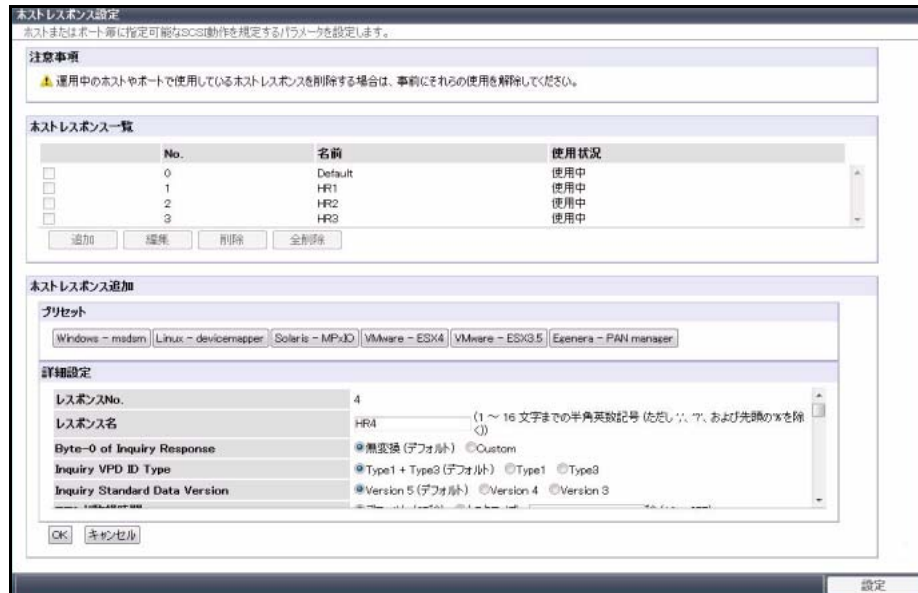 ホストレスポンス設定
ホストまたはポート毎に指定可能なSCSI動作を規定するパラメータを設定します。
注意事項
運用中のホストやポートで使用しているホストレスポンスを削除する場合は、事前にそれらの使用を解除してください。
ホストレスポンス一覧
No. 名前 使用状況
0 Default 使用中
1 HR1 使用中
2 HR2 使用中
3 HR3 使用中
追加 編集 削除 全削除
ホストレスポンス追加
プリセット
Windows - msdsm Linux - devicemapper Solaris - MPxIO VMware - ESX4 VMware - ESX3.5 Egenera - PAN manager
詳細設定
レスポンスNo. 4
レスポンス名 HR4 (1 ～ 16 文字までの半角英数記号 (ただし ',', '?', および先頭の'%'を除く))
Byte-0 of Inquiry Response 無変換 (デフォルト) Custom
Inquiry VPD ID Type Type1 + Type3 (デフォルト) Type1 Type3
Inquiry Standard Data Version Version 5 (デフォルト) Version 4 Version 3
OK キャンセル
設定